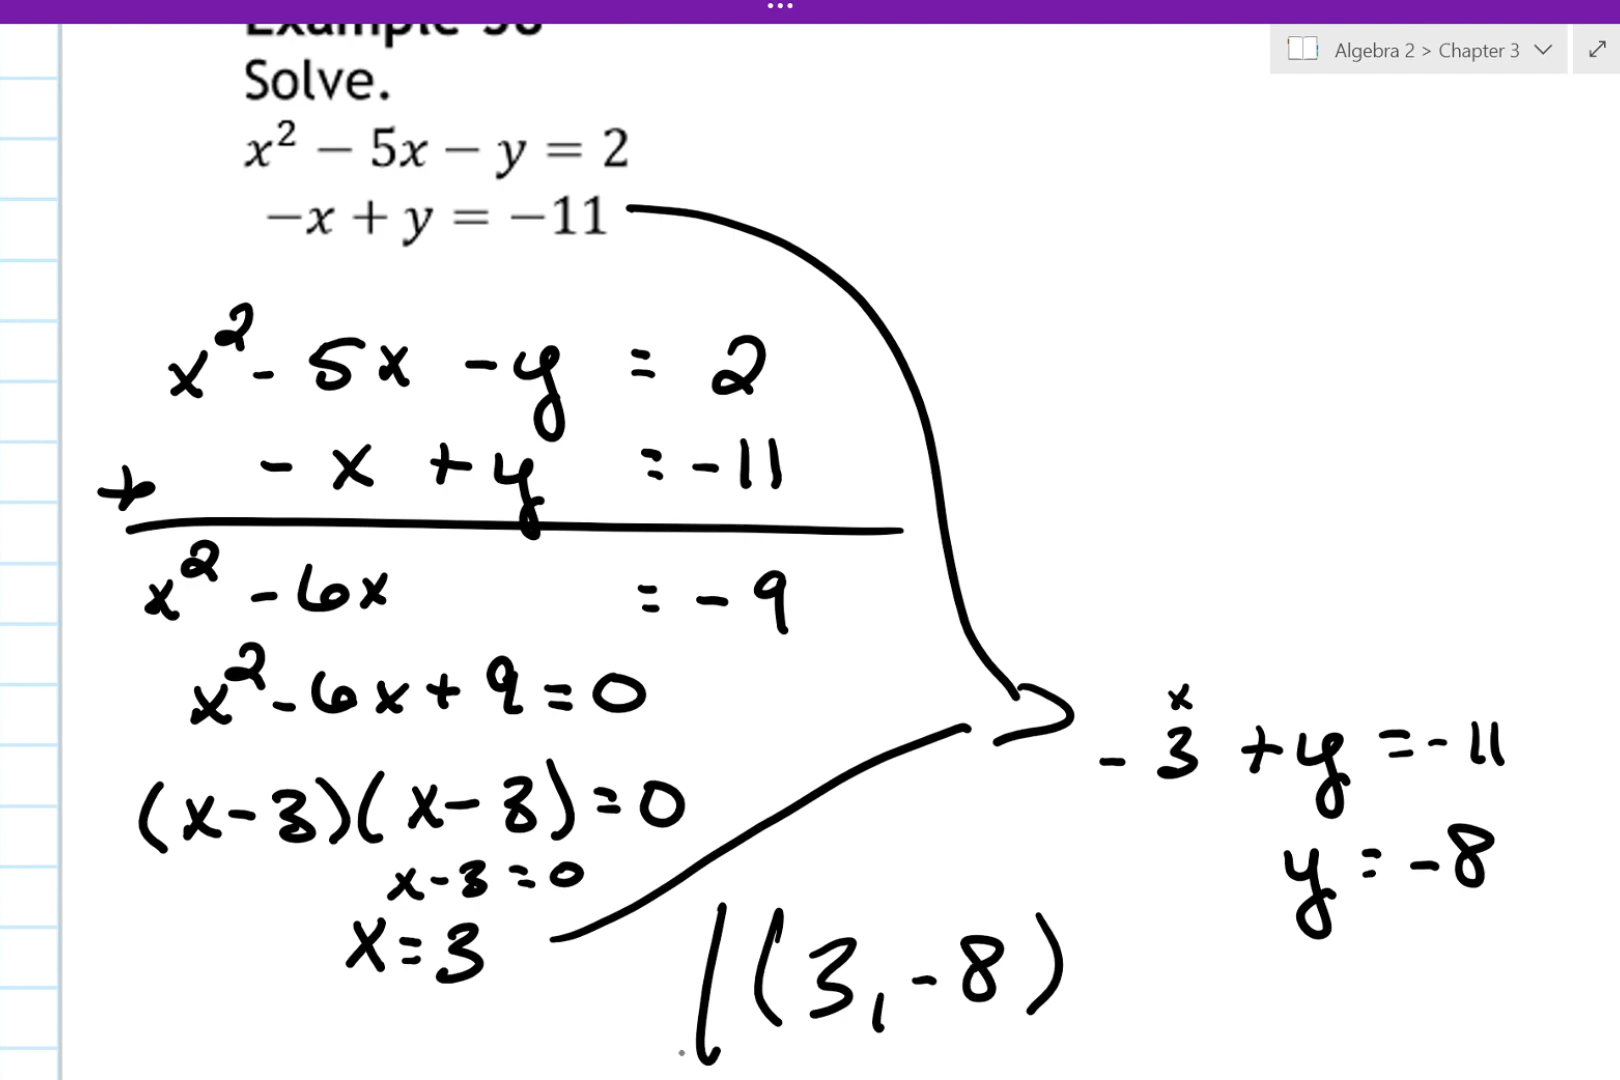 Algebra 2 > Chapter 3
Solve.
x² − 5x − y = 2
−x + y = −11
x² - 5x - y = 2
+ - x + y = -11
x² - 6x = - 9
x² - 6x + 9 = 0
(x - 3)(x - 3) = 0
x - 3 = 0
x = 3
x
- 3 + y = - 11
y = - 8
(3, - 8)